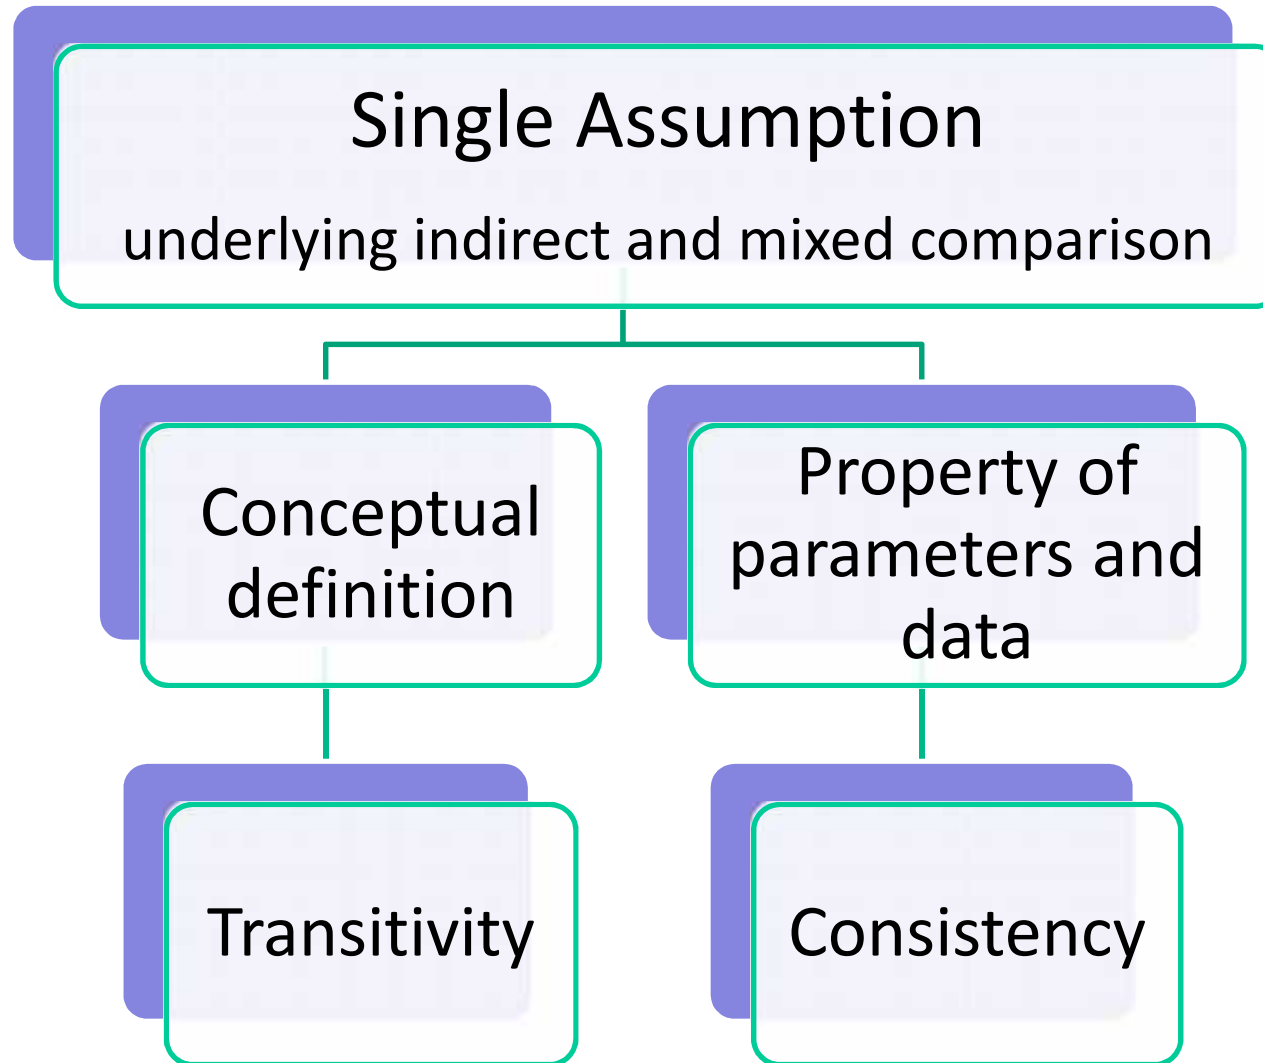 Single Assumption
underlying indirect and mixed comparison
Conceptual
definition
Property of
parameters and
data
Transitivity
Consistency